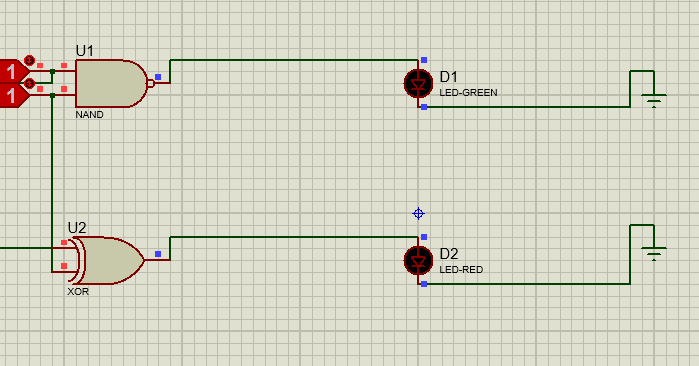 U1
1
1
NAND
D1
LED-GREEN
U2
XOR
D2
LED-RED